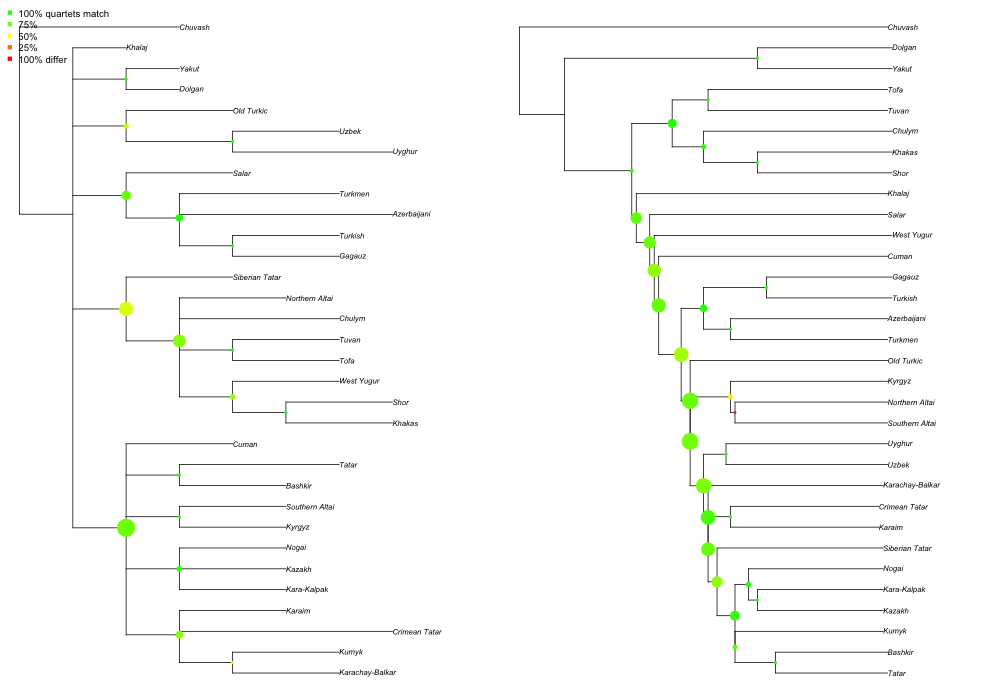 100% quartets match
75%
50%
25%
100% differ
Chuvash
Khalaj
Yakut
Dolgan
Old Turkic
Uzbek
Uyghur
Salar
Turkmen
Azerbaijani
Turkish
Gagauz
Siberian Tatar
Northern Altai
Chulym
Tuvan
Tofa
West Yugur
Shor
Khakas
Cuman
Tatar
Bashkir
Southern Altai
Kyrgyz
Nogai
Kazakh
Kara-Kalpak
Karaim
Crimean Tatar
Kumyk
Karachay-Balkar
Chuvash
Dolgan
Yakut
Tofa
Tuvan
Chulym
Khakas
Shor
Khalaj
Salar
West Yugur
Cuman
Gagauz
Turkish
Azerbaijani
Turkmen
Old Turkic
Kyrgyz
Northern Altai
Southern Altai
Uyghur
Uzbek
Karachay-Balkar
Crimean Tatar
Karaim
Siberian Tatar
Nogai
Kara-Kalpak
Kazakh
Kumyk
Bashkir
Tatar